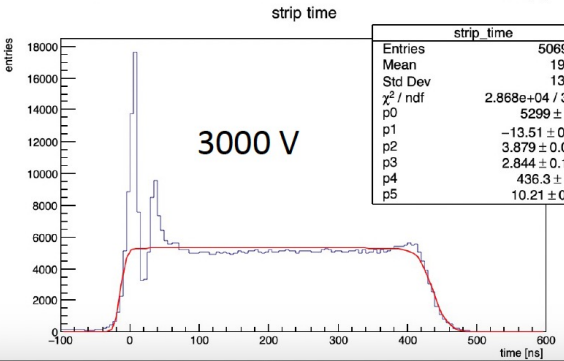 strip time
entries
18000
16000
14000
12000
10000
8000
6000
4000
2000
0
3000 V
strip_time
Entries 5069
Mean 19
Std Dev 13
χ² / ndf 2.868e+04 / 3
p0 5299 ±
p1 −13.51 ± 0
p2 3.879 ± 0.0
p3 2.844 ± 0.1
p4 436.3 ±
p5 10.21 ± 0
−100 0 100 200 300 400 500 600
time [ns]